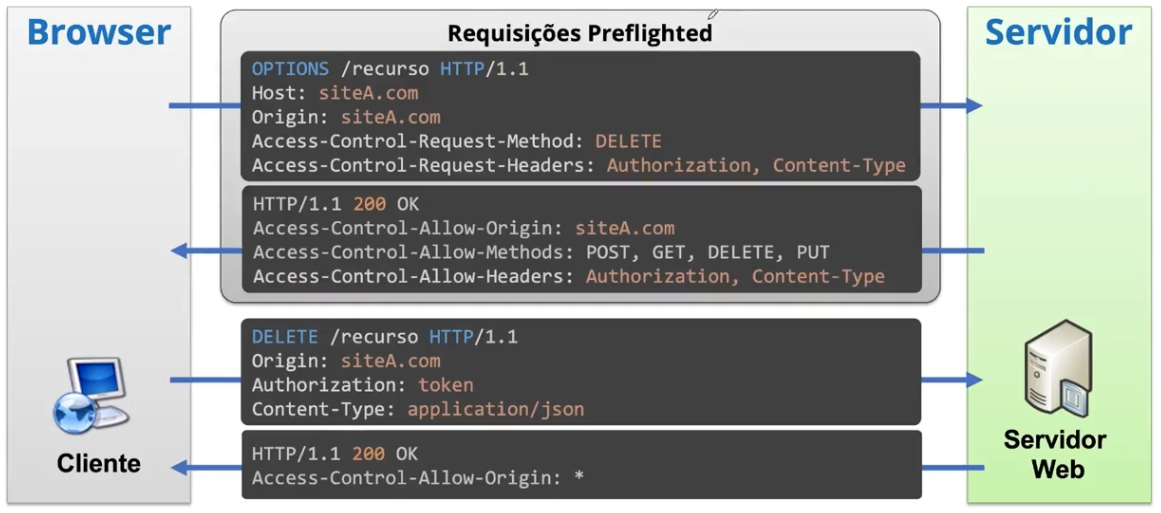 Browser
Requisições Preflighted
Servidor
OPTIONS /recurso HTTP/1.1
Host: siteA.com
Origin: siteA.com
Access-Control-Request-Method: DELETE
Access-Control-Request-Headers: Authorization, Content-Type
HTTP/1.1 200 OK
Access-Control-Allow-Origin: siteA.com
Access-Control-Allow-Methods: POST, GET, DELETE, PUT
Access-Control-Allow-Headers: Authorization, Content-Type
DELETE /recurso HTTP/1.1
Origin: siteA.com
Authorization: token
Content-Type: application/json
HTTP/1.1 200 OK
Access-Control-Allow-Origin: *
Cliente
Servidor
Web